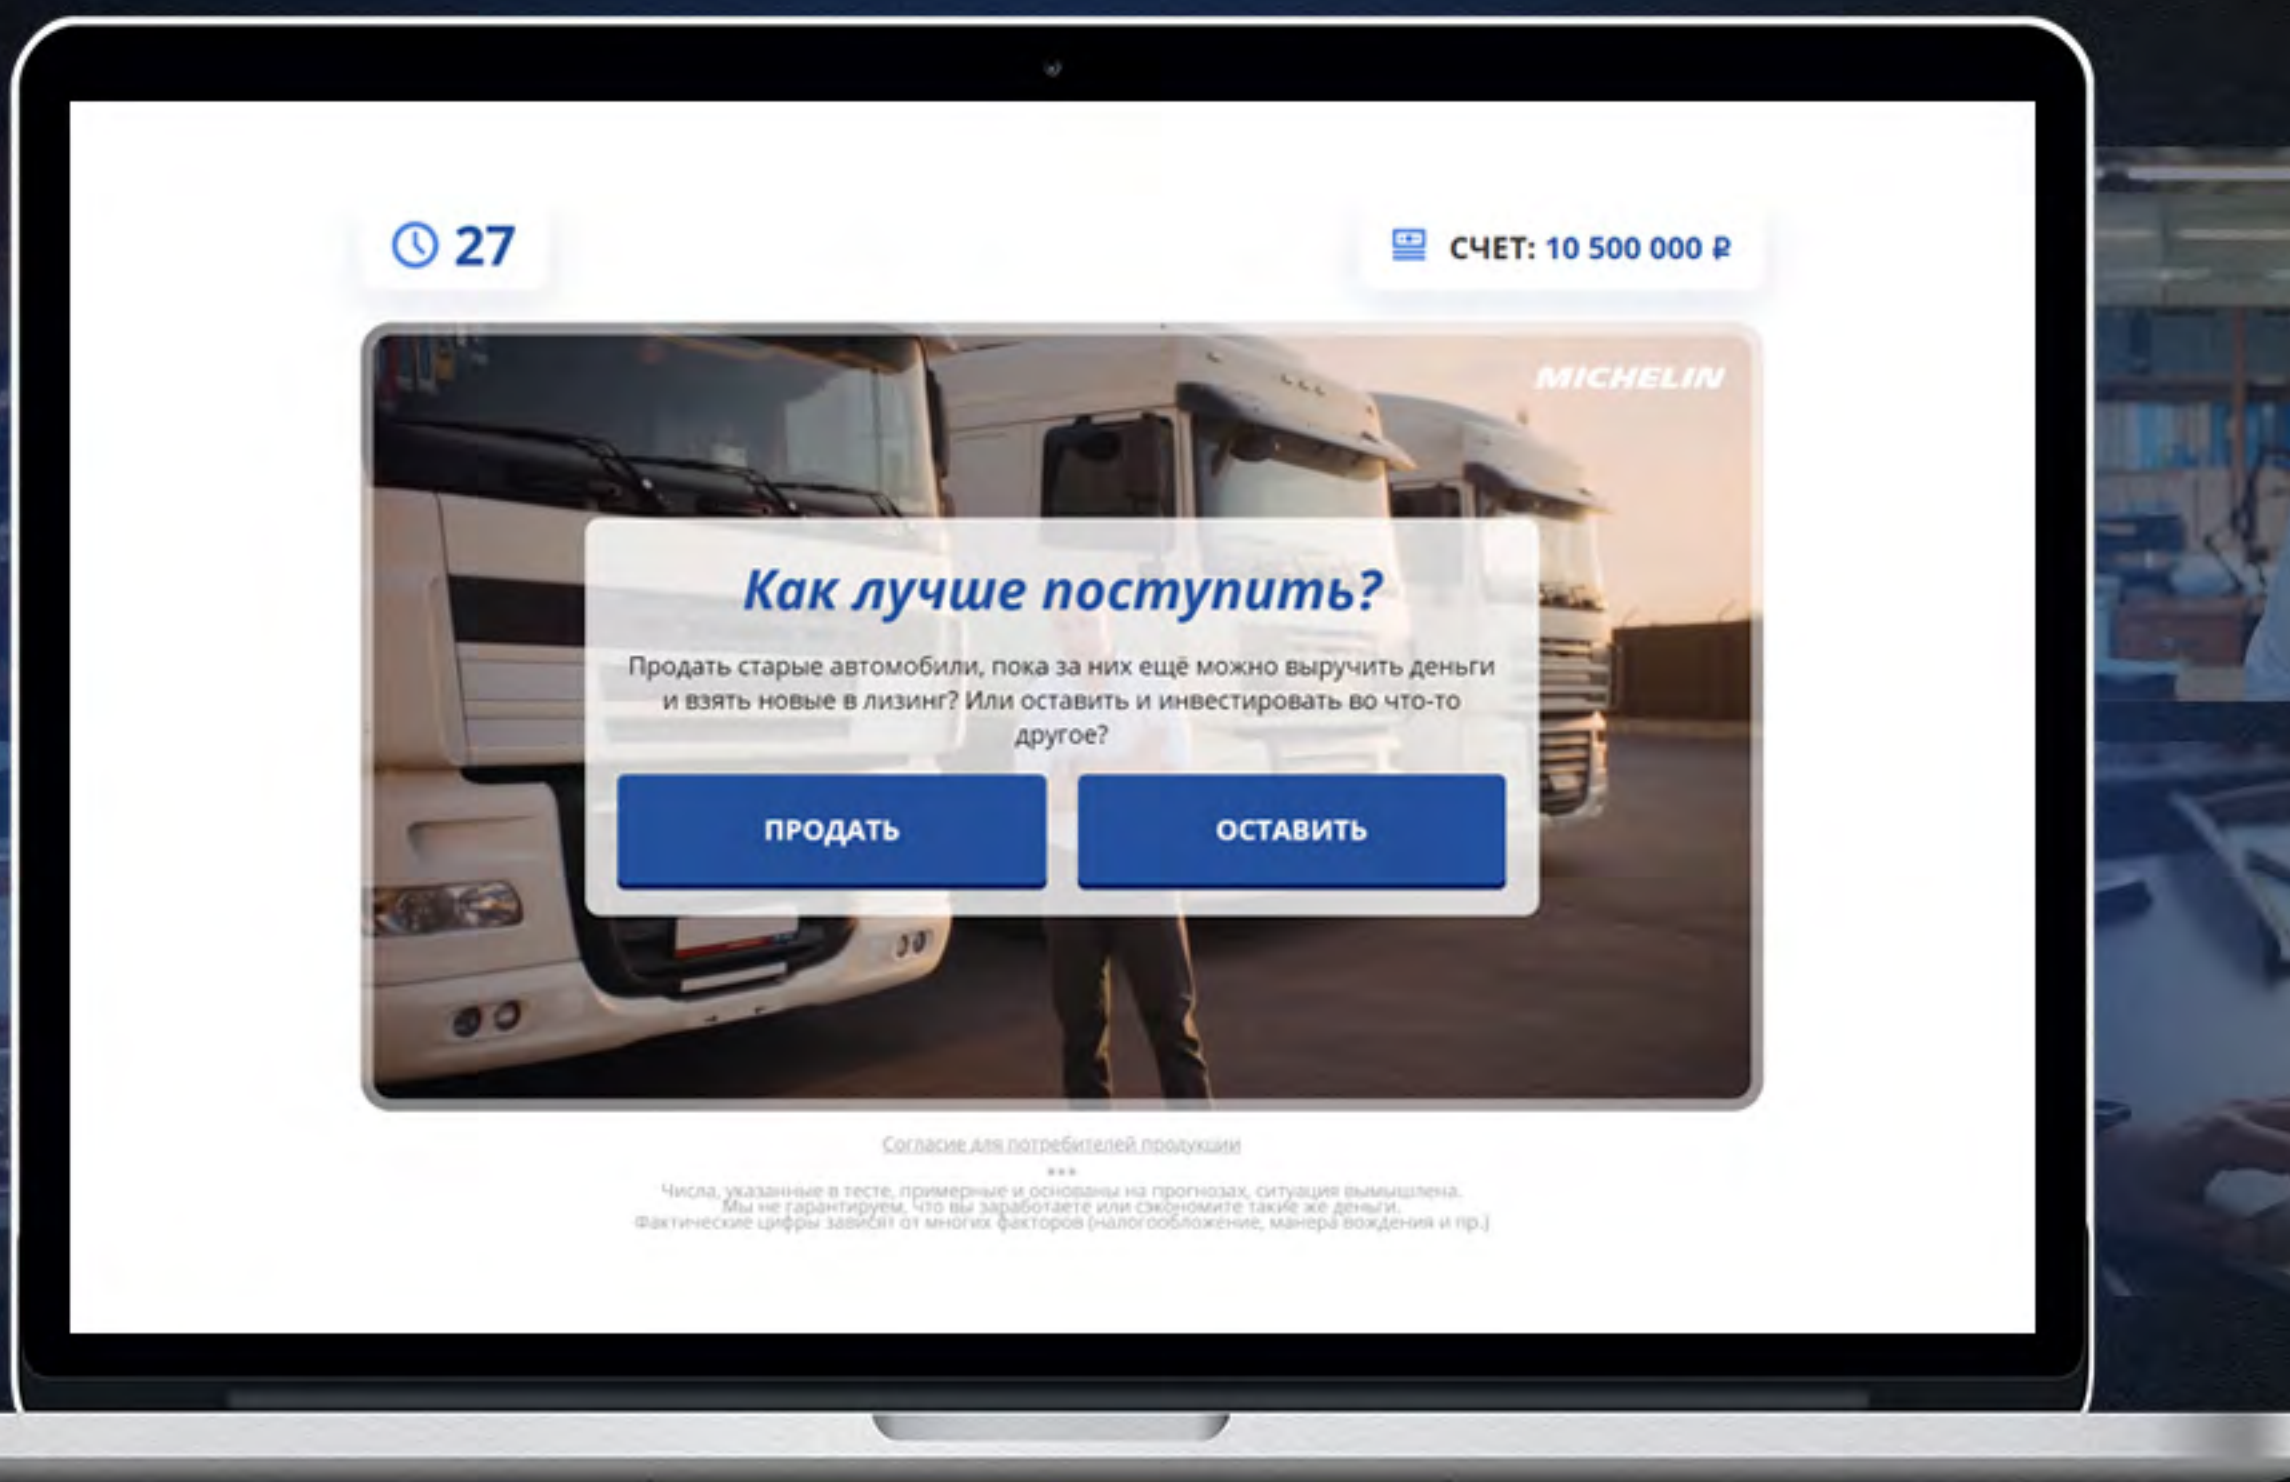 27
СЧЕТ: 10 500 000 ₽
MICHELIN
Как лучше поступить?
Продать старые автомобили, пока за них ещё можно выручить деньги
и взять новые в лизинг? Или оставить и инвестировать во что-то
другое?
ПРОДАТЬ
ОСТАВИТЬ
Согласие для потребителей продукции
***
Числа, указанные в тесте, примерные и основаны на прогнозах, ситуация вымышлена.
Мы не гарантируем, что вы заработаете или сэкономите такие же деньги.
Фактические цифры зависят от многих факторов (налогообложение, манера вождения и пр.)